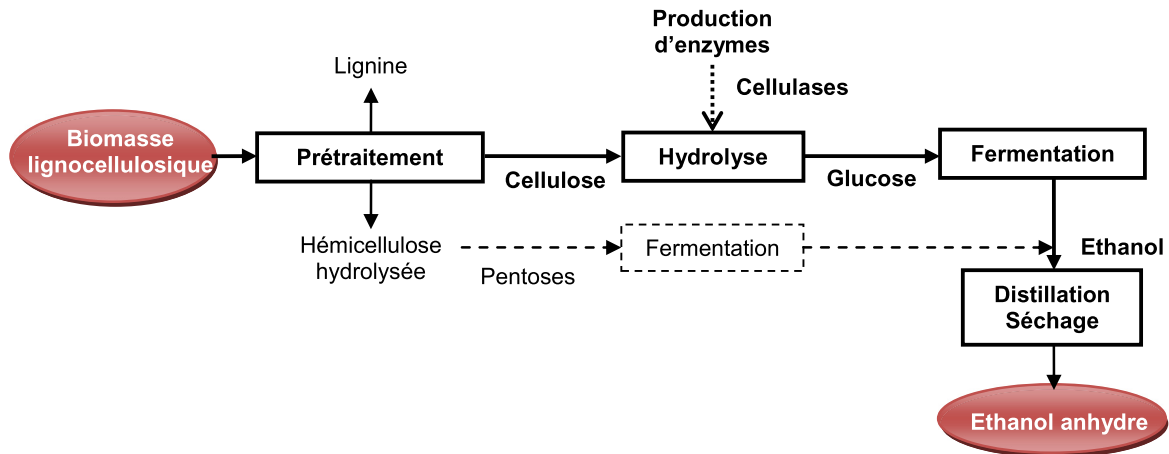 Production
d'enzymes
Lignine
Cellulases
Biomasse
lignocellulosique
Prétraitement
Hydrolyse
Fermentation
Cellulose
Glucose
Hémicellulose
hydrolysée
Pentoses
Fermentation
Ethanol
Distillation
Séchage
Ethanol anhydre